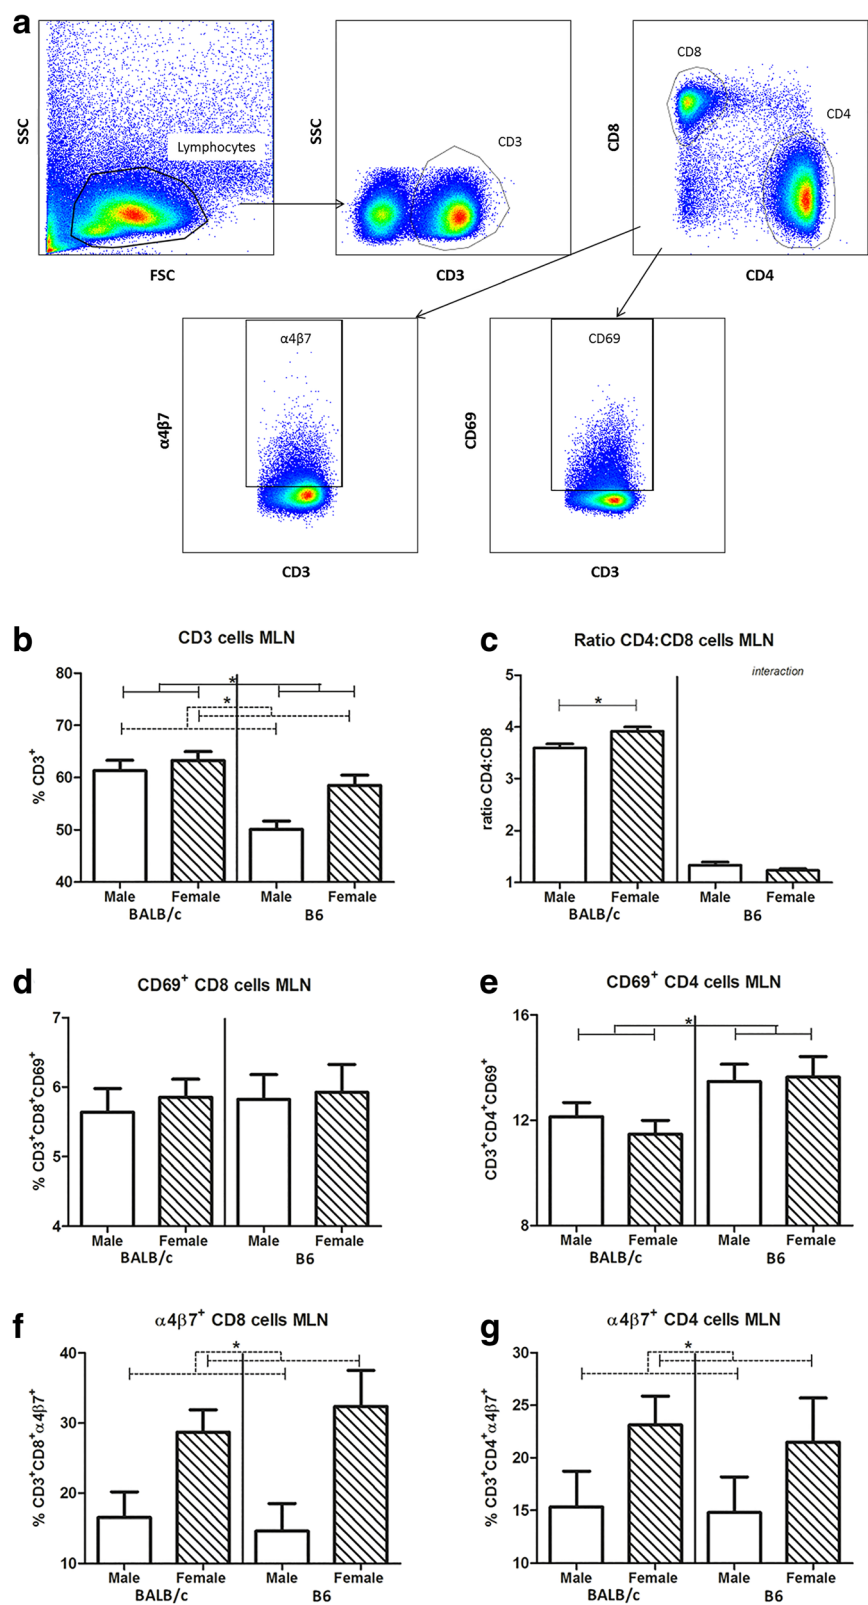 a
SSC
Lymphocytes
FSC
SSC
CD3
CD3
CD8
CD8
CD4
CD4
α4β7
α4β7
CD3
CD69
CD69
CD3
b
CD3 cells MLN
% CD3⁺
80
70
60
50
40
*
*
Male Female Male Female
BALB/c B6
c
Ratio CD4:CD8 cells MLN
ratio CD4:CD8
5
4
3
2
1
*
interaction
Male Female Male Female
BALB/c B6
d
CD69⁺ CD8 cells MLN
% CD3⁺CD8⁺CD69⁺
7
6
5
4
Male Female Male Female
BALB/c B6
e
CD69⁺ CD4 cells MLN
CD3⁺CD4⁺CD69⁺
16
12
8
*
Male Female Male Female
BALB/c B6
f
α4β7⁺ CD8 cells MLN
% CD3⁺CD8⁺α4β7⁺
40
30
20
10
*
Male Female Male Female
BALB/c B6
g
α4β7⁺ CD4 cells MLN
% CD3⁺CD4⁺α4β7⁺
30
25
20
15
10
*
Male Female Male Female
BALB/c B6